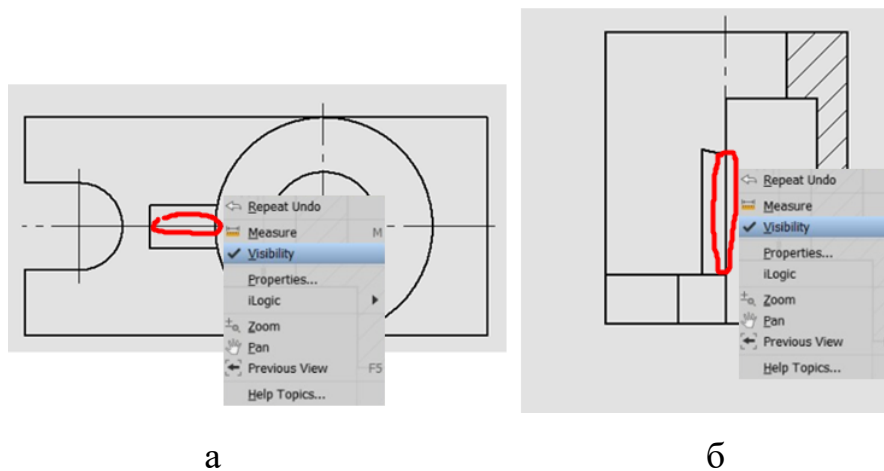 Repeat Undo
Measure M
Visibility
Properties...
iLogic
Zoom
Pan
Previous View F5
Help Topics...
Repeat Undo
Measure
Visibility
Properties...
iLogic
Zoom
Pan
Previous View
Help Topics...
а
б